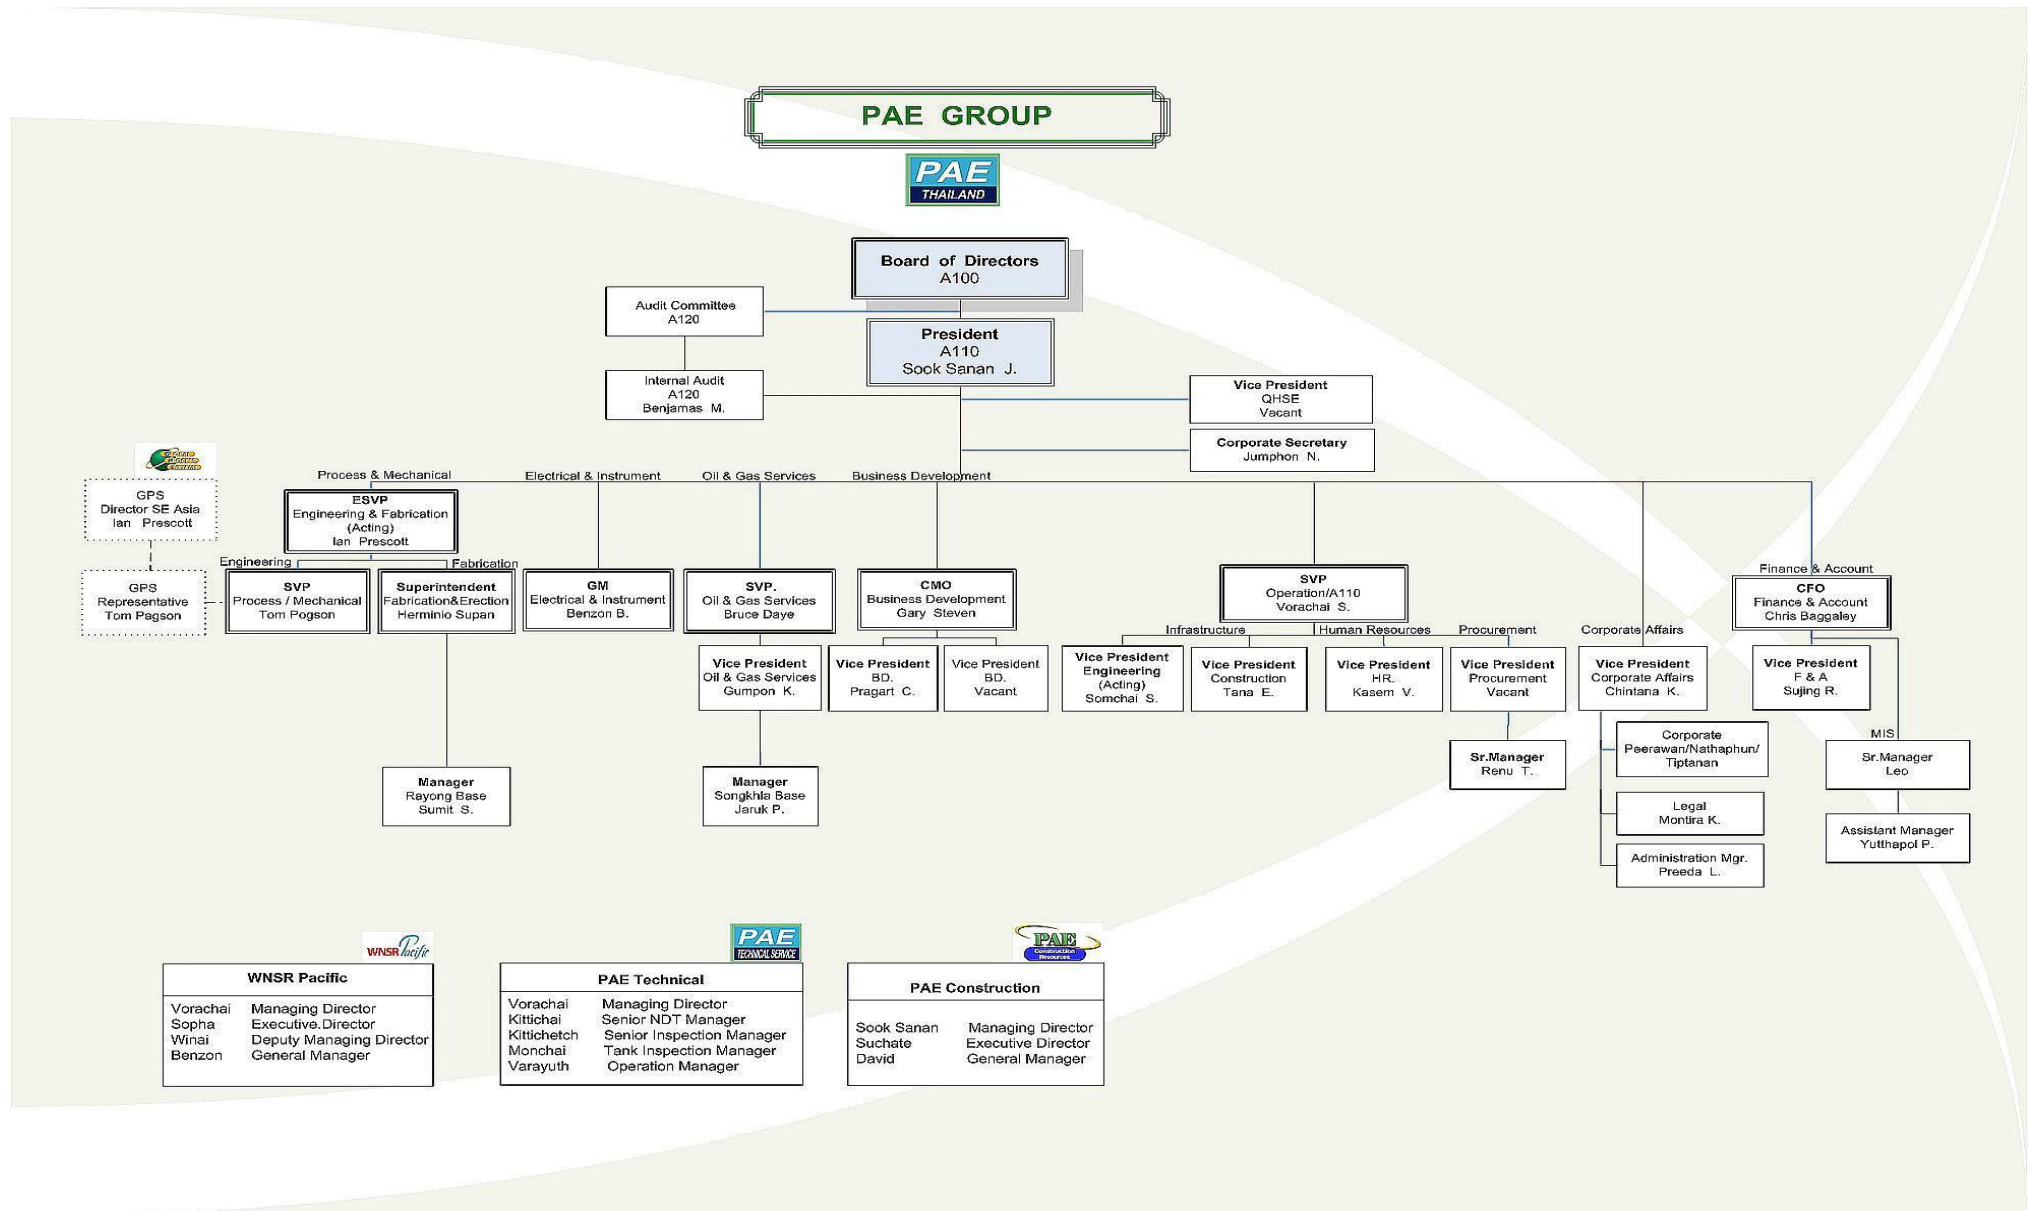 PAE GROUP
PAE
THAILAND
Board of Directors
A100
Audit Committee
A120
President
A110
Sook Sanan J.
Internal Audit
A120
Benjamas M.
Vice President
QHSE
Vacant
Corporate Secretary
Jumphon N.
Process & Mechanical
Electrical & Instrument
Oil & Gas Services
Business Development
GPS
Director SE Asia
Ian Prescott
ESVP
Engineering & Fabrication
(Acting)
Ian Prescott
Engineering
Fabrication
GPS
Representative
Tom Pagson
SVP
Process / Mechanical
Tom Pogson
Superintendent
Fabrication&Erection
Herminio Supan
GM
Electrical & Instrument
Benzon B.
SVP.
Oil & Gas Services
Bruce Daye
CMO
Business Development
Gary Steven
SVP
Operation/A110
Vorachai S.
Finance & Account
CFO
Finance & Account
Chris Baggaley
Infrastructure
Human Resources
Procurement
Corporate Affairs
Vice President
Oil & Gas Services
Gumpon K.
Vice President
BD.
Pragart C.
Vice President
BD.
Vacant
Vice President
Engineering
(Acting)
Somchai S.
Vice President
Construction
Tana E.
Vice President
HR.
Kasem V.
Vice President
Procurement
Vacant
Vice President
Corporate Affairs
Chintana K.
Vice President
F & A
Sujing R.
Manager
Rayong Base
Sumit S.
Manager
Songkhla Base
Jaruk P.
Sr.Manager
Renu T.
Corporate
Peerawan/Nathaphun/
Tiptanan
Legal
Montira K.
Administration Mgr.
Preeda L.
MIS
Sr.Manager
Leo
Assistant Manager
Yutthapol P.
WNSR Pacific
WNSR Pacific
Vorachai Managing Director
Sopha Executive.Director
Winai Deputy Managing Director
Benzon General Manager
PAE
TECHNICAL SERVICE
PAE Technical
Vorachai Managing Director
Kittichai Senior NDT Manager
Kittichetch Senior Inspection Manager
Monchai Tank Inspection Manager
Varayuth Operation Manager
PAE
Construction
Resources
PAE Construction
Sook Sanan Managing Director
Suchate Executive Director
David General Manager